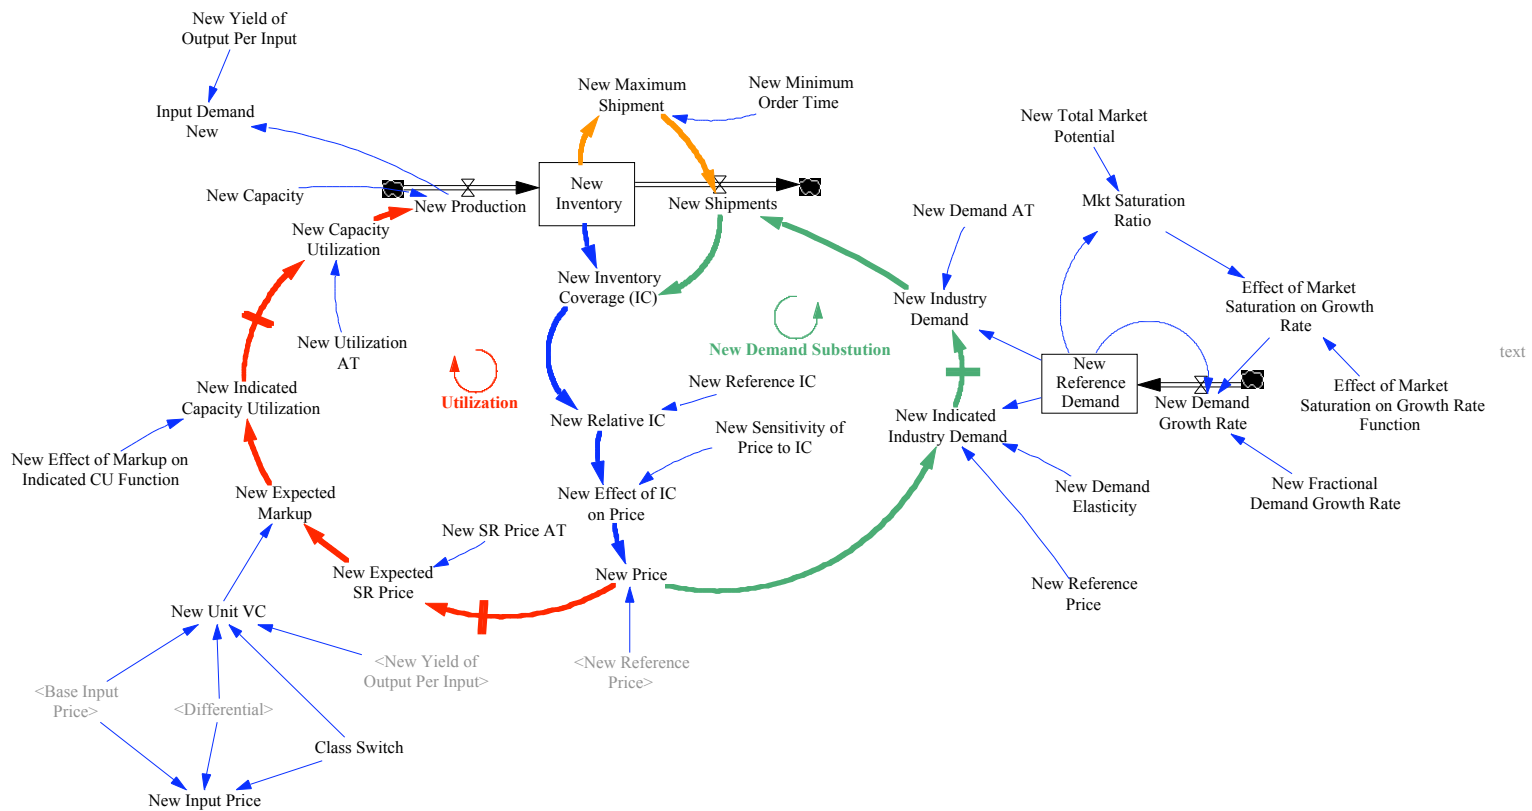 New Yield of
Output Per Input
Input Demand
New
New Maximum
Shipment
New Minimum
Order Time
New Total Market
Potential
New Capacity
New Production
New
Inventory
New Shipments
New Demand AT
Mkt Saturation
Ratio
New Capacity
Utilization
New Inventory
Coverage (IC)
New Industry
Demand
Effect of Market
Saturation on Growth
Rate
New Utilization
AT
New Demand Substution
text
Utilization
New Indicated
Capacity Utilization
New Reference IC
New
Reference
Demand
New Demand
Growth Rate
Effect of Market
Saturation on Growth Rate
Function
New Relative IC
New Sensitivity of
Price to IC
New Indicated
Industry Demand
New Effect of Markup on
Indicated CU Function
New Expected
Markup
New Effect of IC
on Price
New Demand
Elasticity
New Fractional
Demand Growth Rate
New SR Price AT
New Expected
SR Price
New Price
New Reference
Price
New Unit VC
<New Yield of
Output Per Input>
<New Reference
Price>
<Base Input
Price>
<Differential>
Class Switch
New Input Price